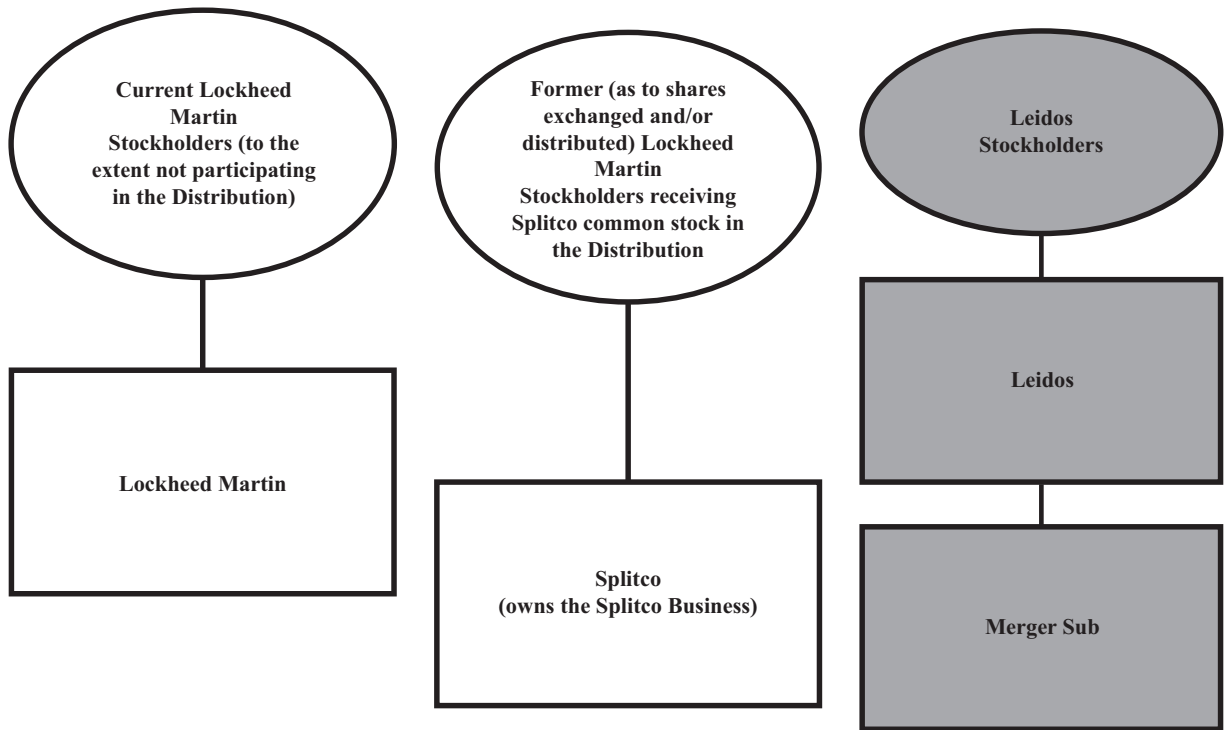 Current Lockheed
Martin
Stockholders (to the
extent not participating
in the Distribution)
Lockheed Martin
Former (as to shares
exchanged and/or
distributed) Lockheed
Martin
Stockholders receiving
Splitco common stock in
the Distribution
Splitco
(owns the Splitco Business)
Leidos
Stockholders
Leidos
Merger Sub